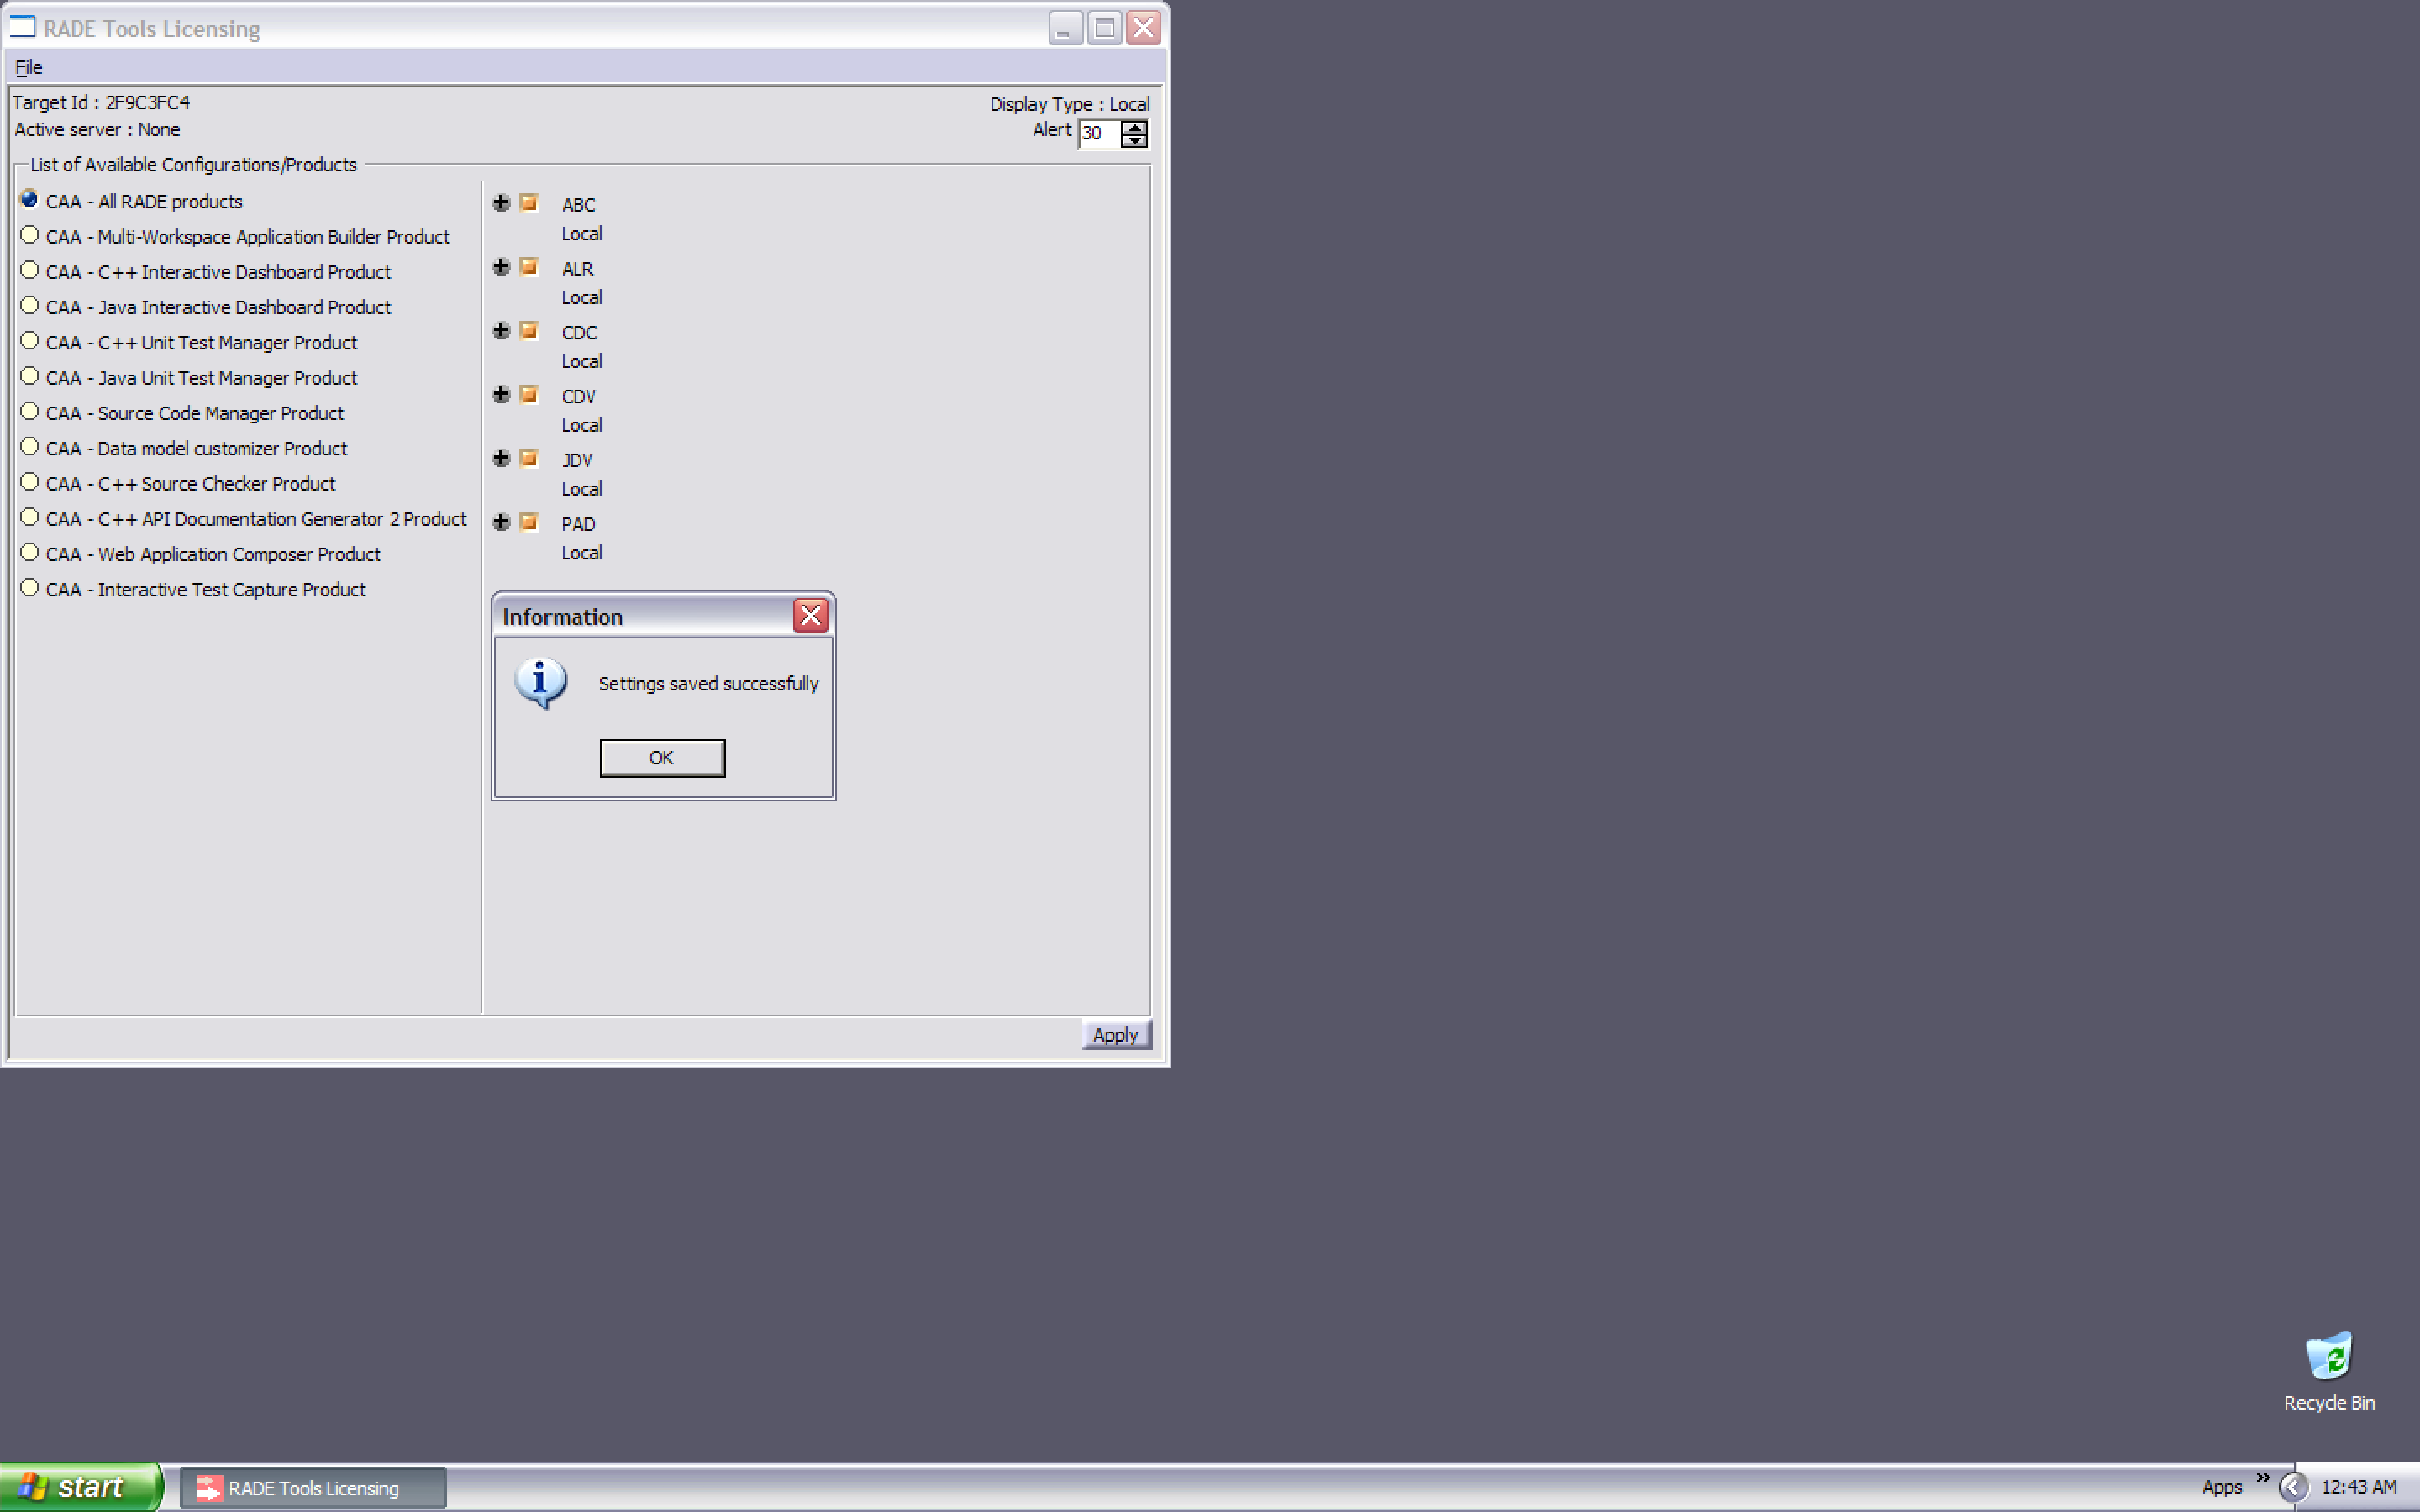 RADE Tools Licensing
File
Target Id : 2F9C3FC4
Display Type : Local
Active server : None
Alert 30
List of Available Configurations/Products
CAA - All RADE products
CAA - Multi-Workspace Application Builder Product
CAA - C++ Interactive Dashboard Product
CAA - Java Interactive Dashboard Product
CAA - C++ Unit Test Manager Product
CAA - Java Unit Test Manager Product
CAA - Source Code Manager Product
CAA - Data model customizer Product
CAA - C++ Source Checker Product
CAA - C++ API Documentation Generator 2 Product
CAA - Web Application Composer Product
CAA - Interactive Test Capture Product
ABC
Local
ALR
Local
CDC
Local
CDV
Local
JDV
Local
PAD
Local
Information
Settings saved successfully
OK
Apply
Recycle Bin
start
RADE Tools Licensing
Apps
12:43 AM